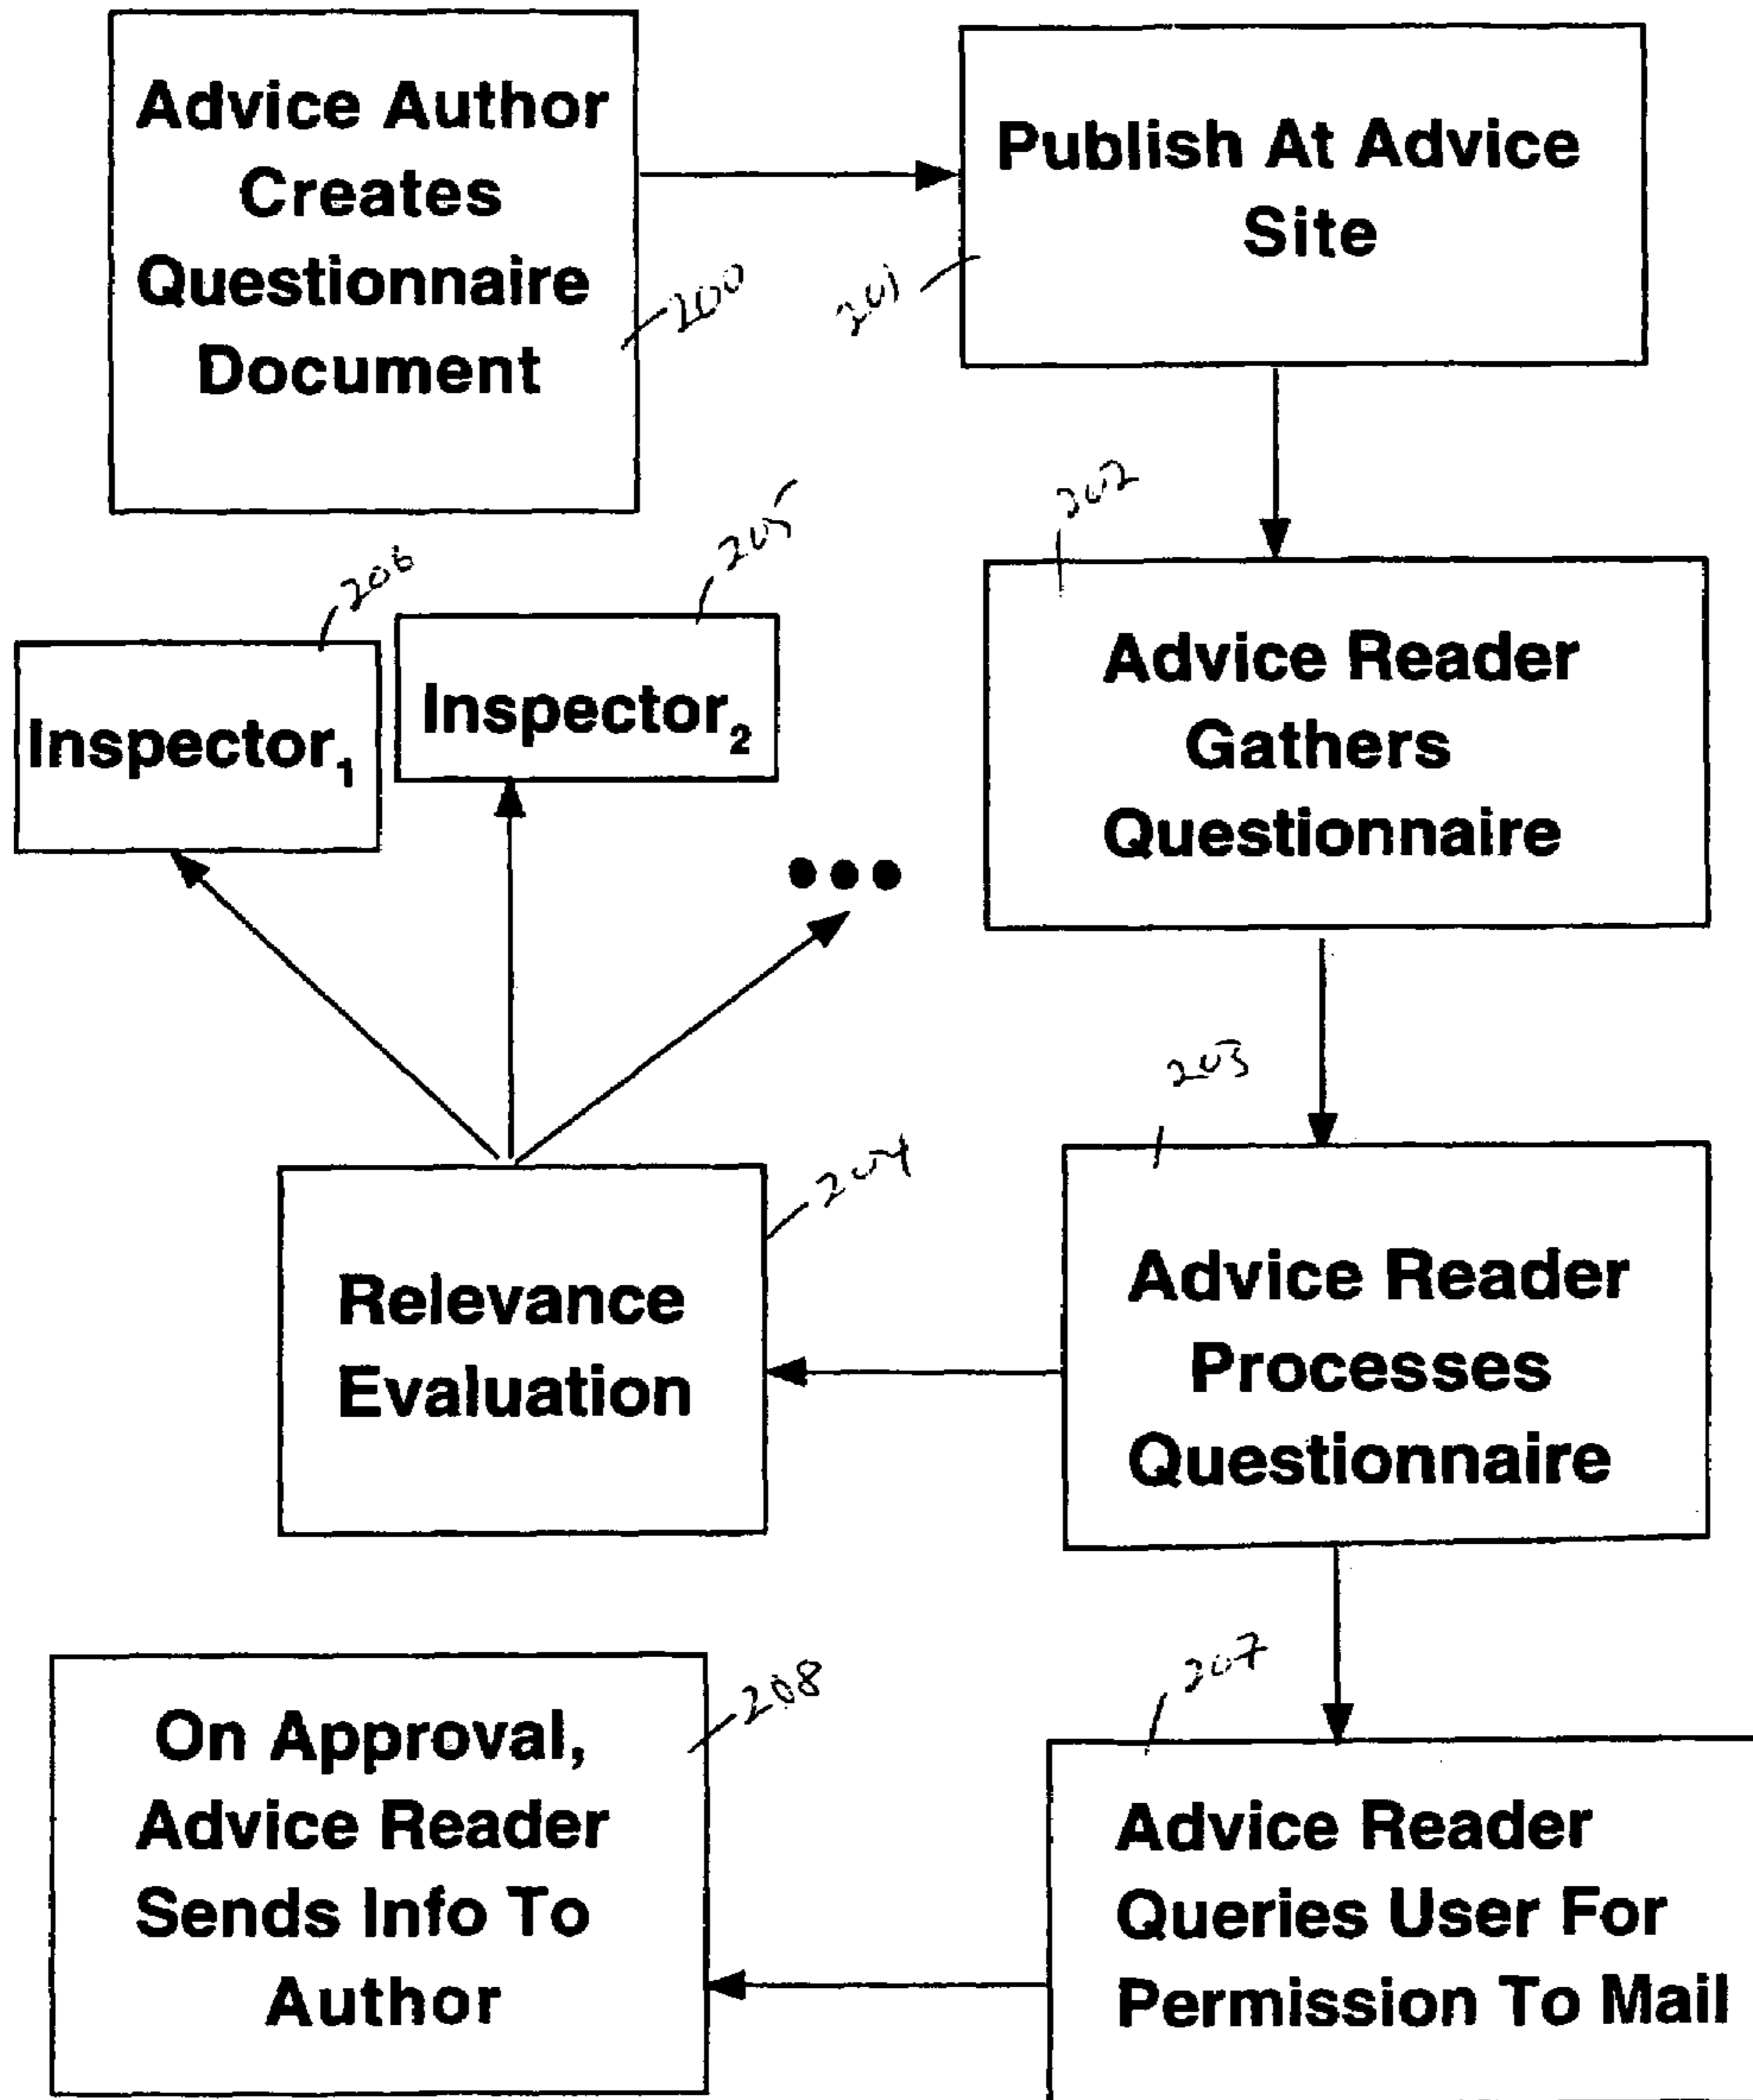 Advice Author
Creates
Questionnaire
Document
200
Publish At Advice
Site
201
202
Advice Reader
Gathers
Questionnaire
206
Inspector₁
205
Inspector₂
•••
203
Advice Reader
Processes
Questionnaire
204
Relevance
Evaluation
207
Advice Reader
Queries User For
Permission To Mail
208
On Approval,
Advice Reader
Sends Info To
Author